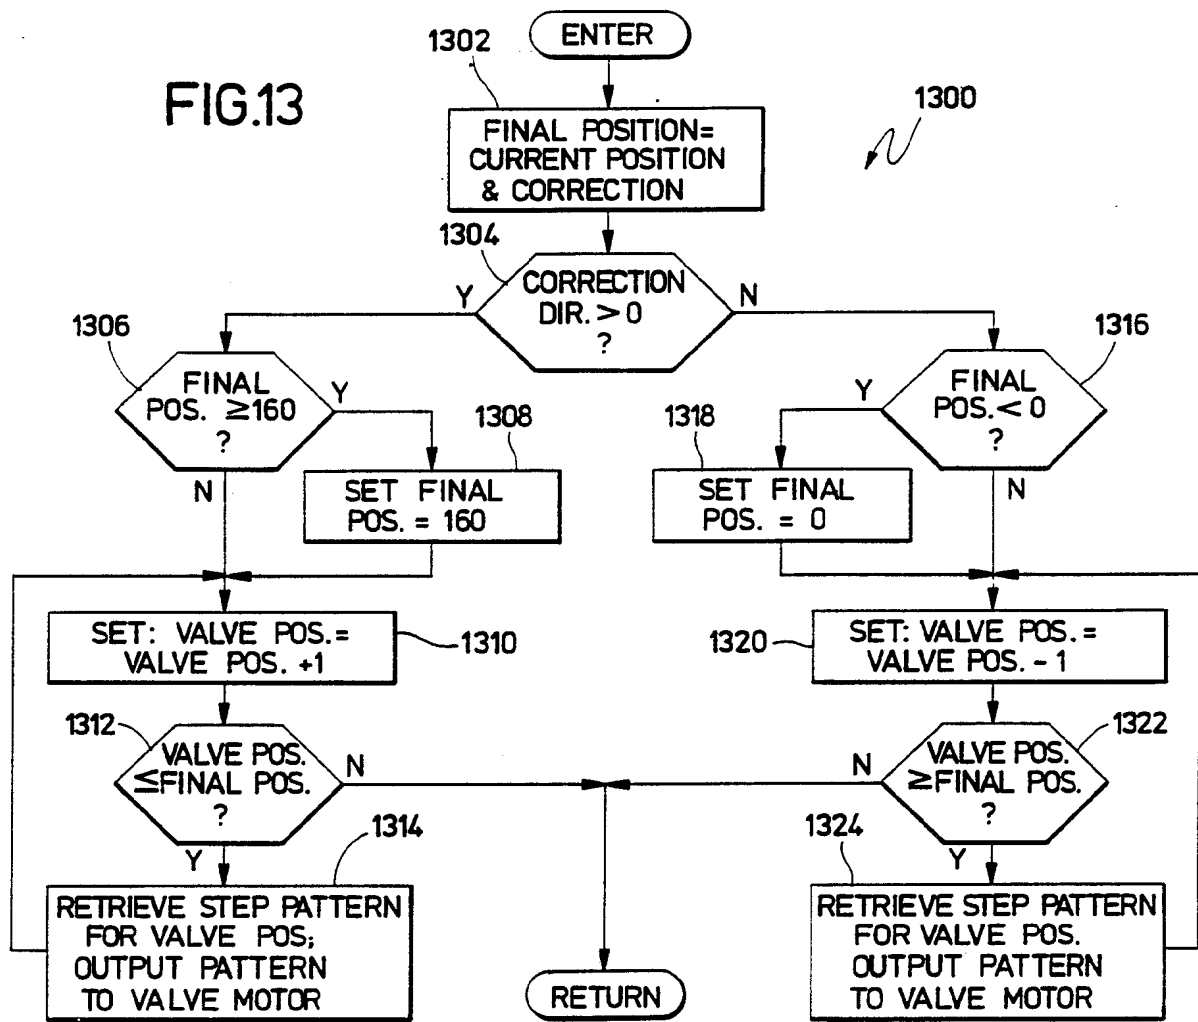 ENTER
1302
FIG.13
1300
FINAL POSITION=
CURRENT POSITION
& CORRECTION
1304
CORRECTION
DIR. > 0
?
Y
N
1306
FINAL
POS. ≥160
?
Y
N
1308
SET FINAL
POS. = 160
1316
FINAL
POS. < 0
?
Y
N
1318
SET FINAL
POS. = 0
SET: VALVE POS.=
VALVE POS. +1
1310
1320
SET: VALVE POS.=
VALVE POS. - 1
1312
VALVE POS.
≤FINAL POS.
?
N
Y
1322
VALVE POS.
≥FINAL POS.
?
N
Y
1314
RETRIEVE STEP PATTERN
FOR VALVE POS;
OUTPUT PATTERN
TO VALVE MOTOR
1324
RETRIEVE STEP PATTERN
FOR VALVE POS.
OUTPUT PATTERN
TO VALVE MOTOR
RETURN